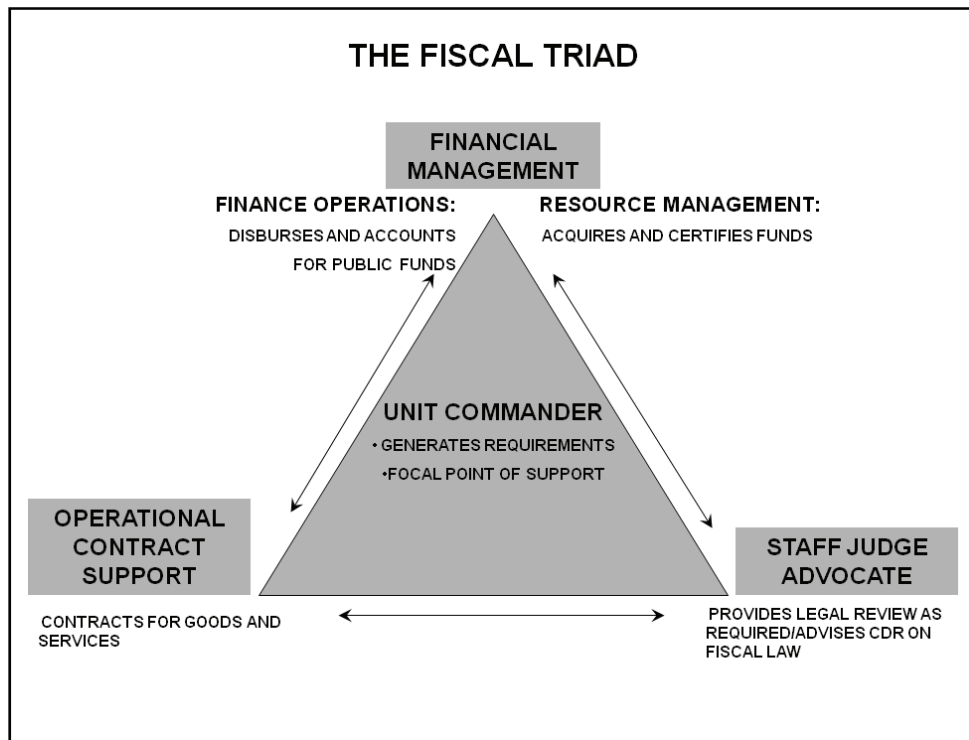 THE FISCAL TRIAD
FINANCIAL
MANAGEMENT
FINANCE OPERATIONS:
DISBURSES AND ACCOUNTS
FOR PUBLIC FUNDS
RESOURCE MANAGEMENT:
ACQUIRES AND CERTIFIES FUNDS
UNIT COMMANDER
• GENERATES REQUIREMENTS
•FOCAL POINT OF SUPPORT
OPERATIONAL
CONTRACT
SUPPORT
CONTRACTS FOR GOODS AND
SERVICES
STAFF JUDGE
ADVOCATE
PROVIDES LEGAL REVIEW AS
REQUIRED/ADVISES CDR ON
FISCAL LAW